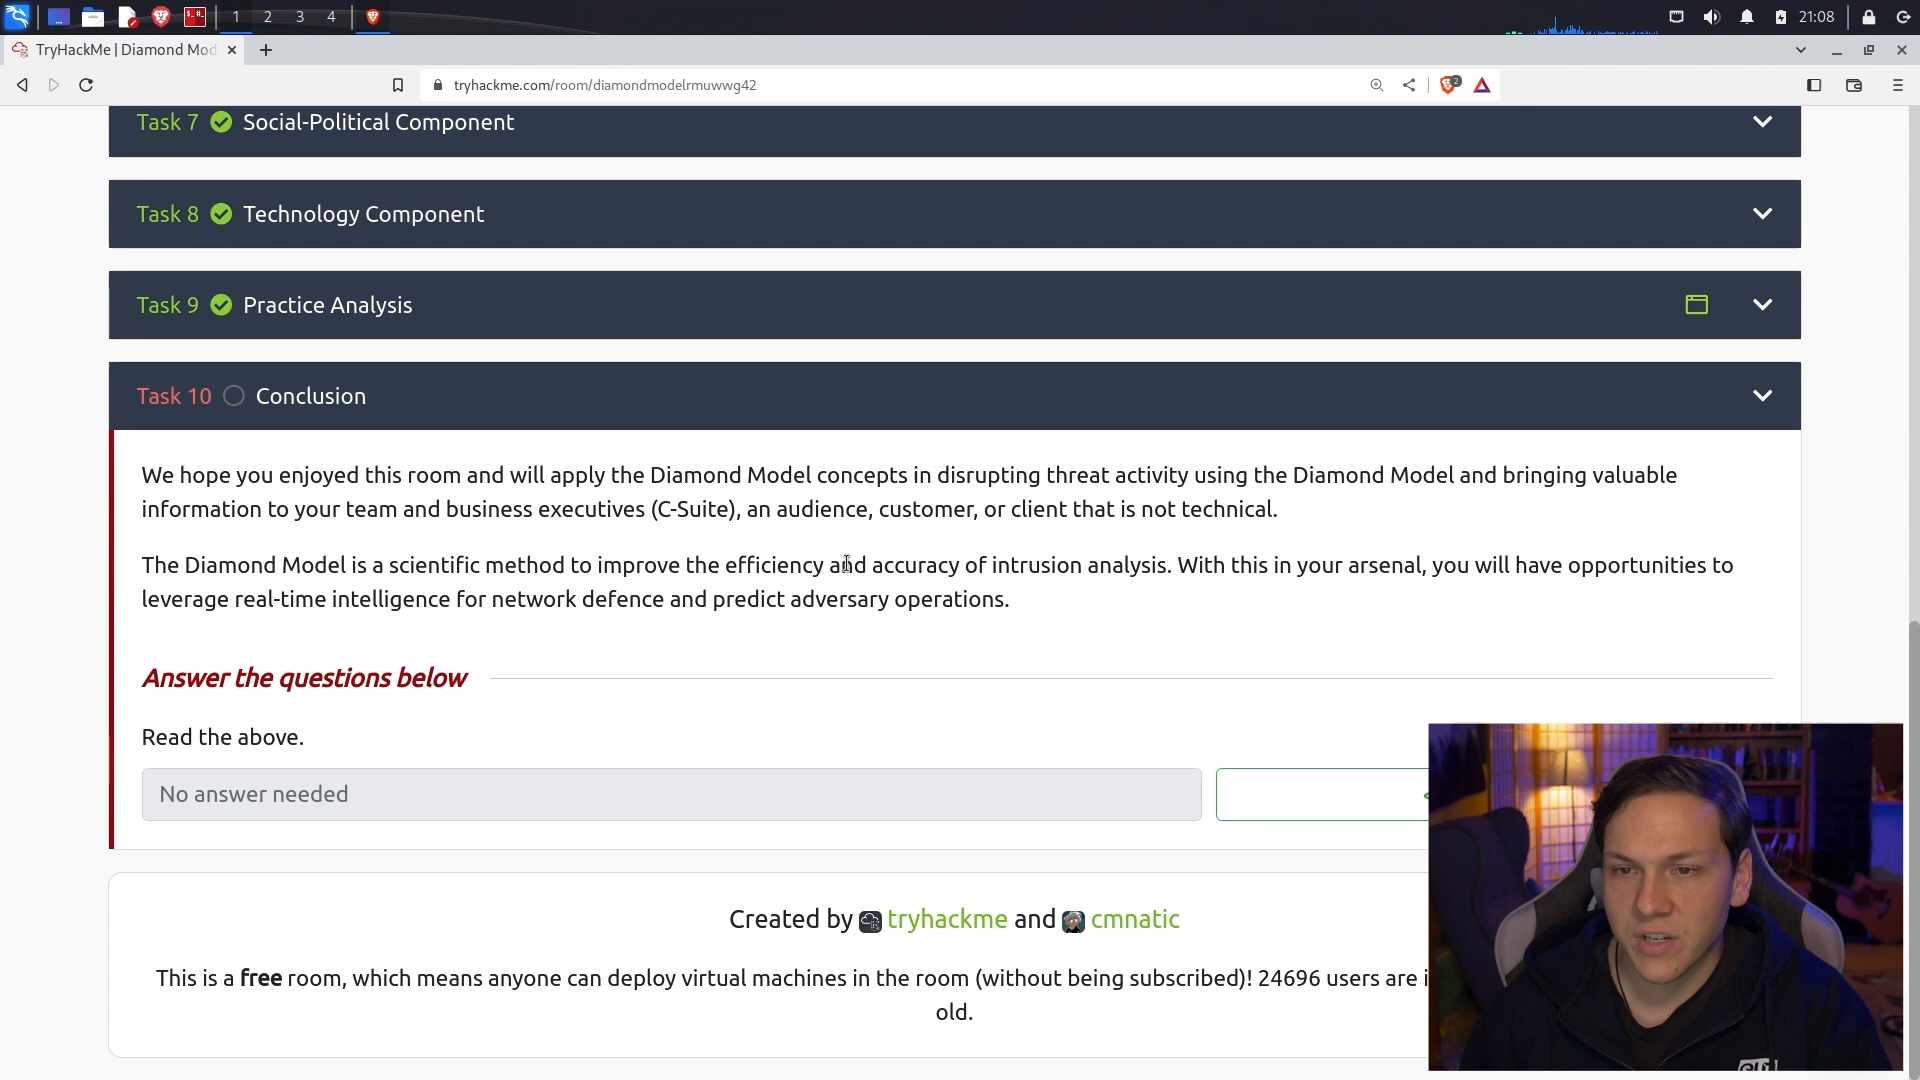 1 2 3 4 21:08
TryHackMe | Diamond Mod
tryhackme.com/room/diamondmodelrmuwwg42
2
Task 7 Social-Political Component
Task 8 Technology Component
Task 9 Practice Analysis
Task 10 Conclusion
We hope you enjoyed this room and will apply the Diamond Model concepts in disrupting threat activity using the Diamond Model and bringing valuable
information to your team and business executives (C-Suite), an audience, customer, or client that is not technical.
The Diamond Model is a scientific method to improve the efficiency and accuracy of intrusion analysis. With this in your arsenal, you will have opportunities to
leverage real-time intelligence for network defence and predict adversary operations.
Answer the questions below
Read the above.
No answer needed
Created by tryhackme and cmnatic
This is a free room, which means anyone can deploy virtual machines in the room (without being subscribed)! 24696 users are i
old.